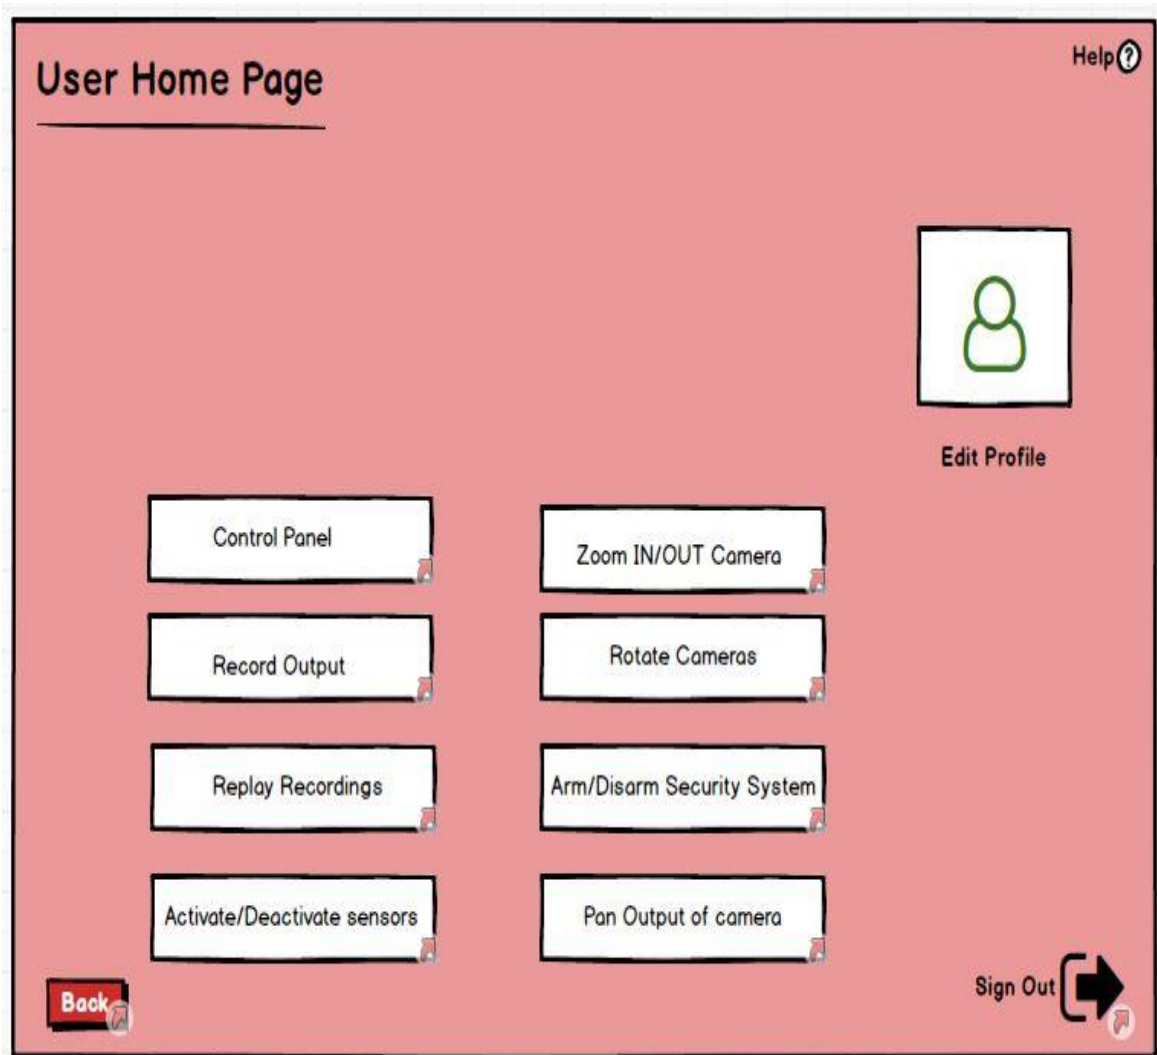 User Home Page
Help ?
Edit Profile
Control Panel
Zoom IN/OUT Camera
Record Output
Rotate Cameras
Replay Recordings
Arm/Disarm Security System
Activate/Deactivate sensors
Pan Output of camera
Back
Sign Out